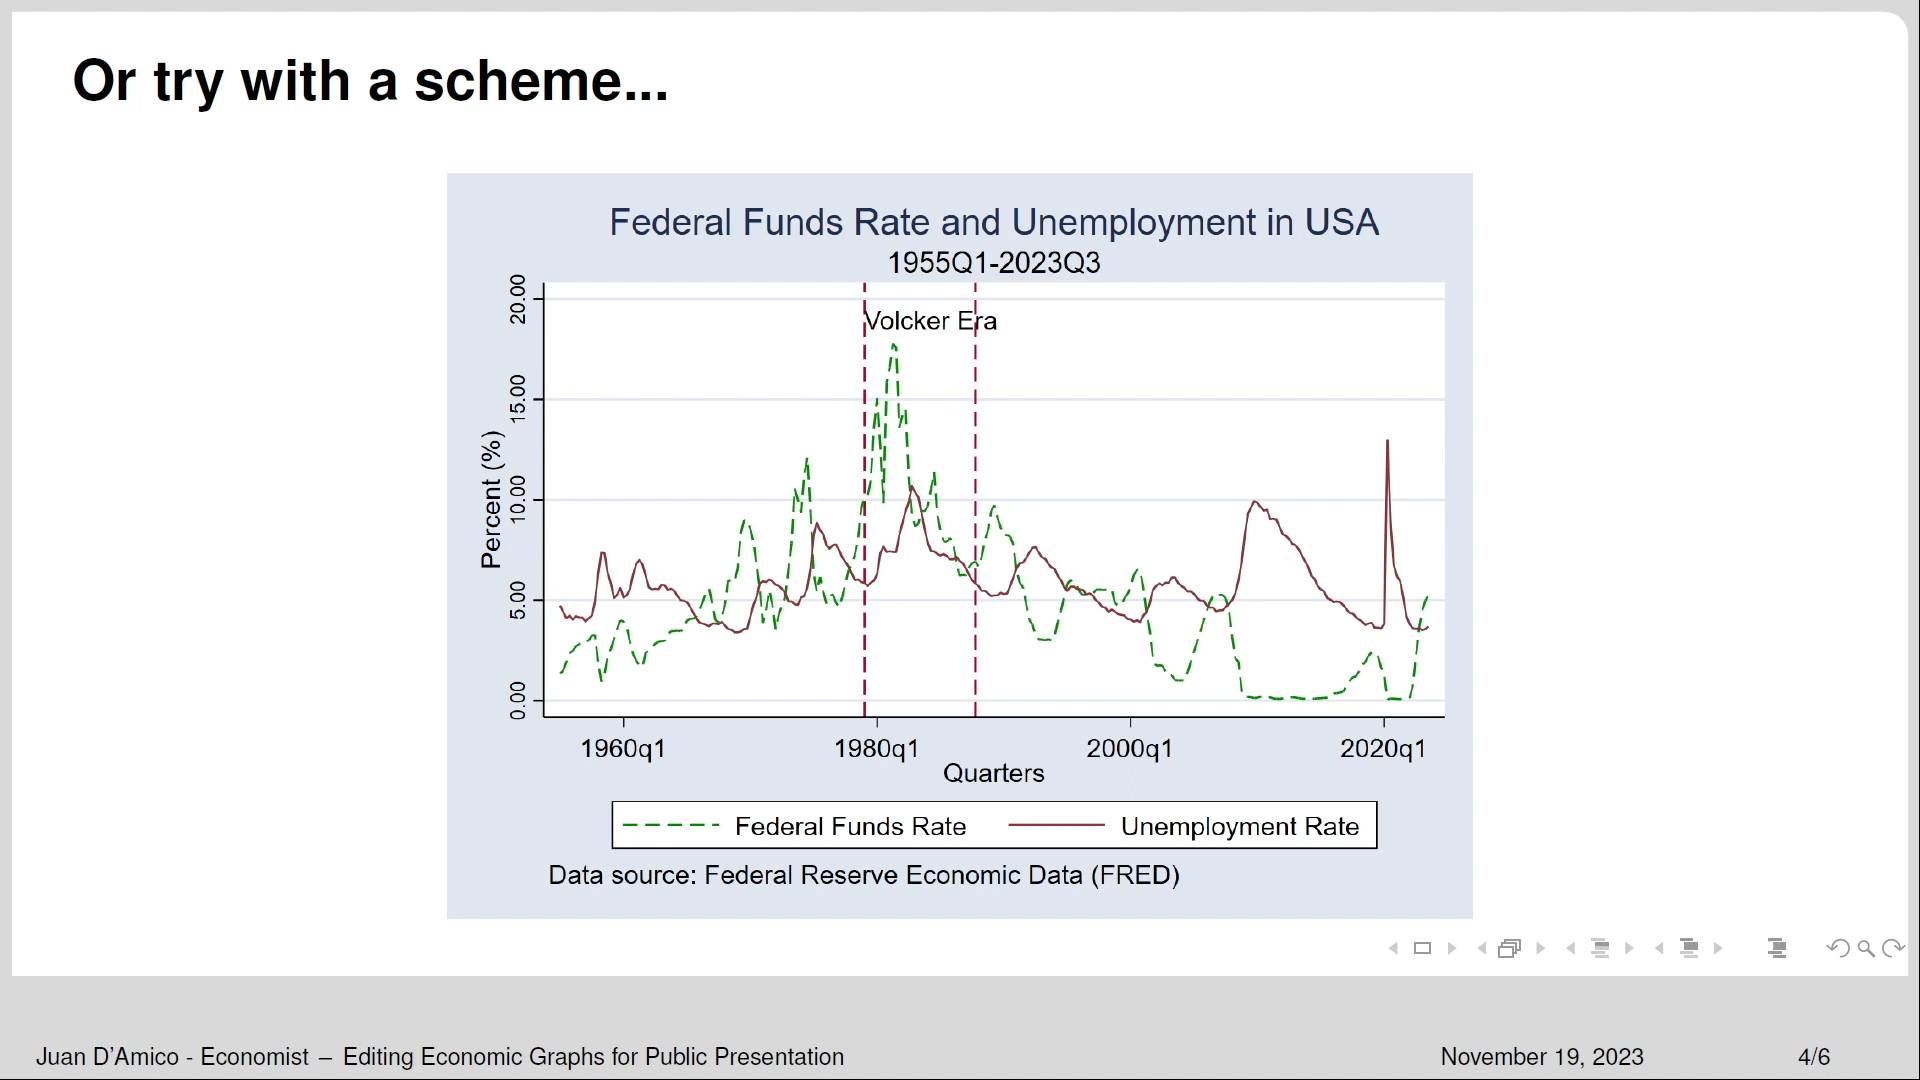 Or try with a scheme...
Federal Funds Rate and Unemployment in USA
1955Q1-2023Q3
20.00
15.00
10.00
5.00
0.00
Percent (%)
Volcker Era
1960q1 1980q1 2000q1 2020q1
Quarters
Federal Funds Rate Unemployment Rate
Data source: Federal Reserve Economic Data (FRED)
Juan D'Amico - Economist – Editing Economic Graphs for Public Presentation November 19, 2023 4/6